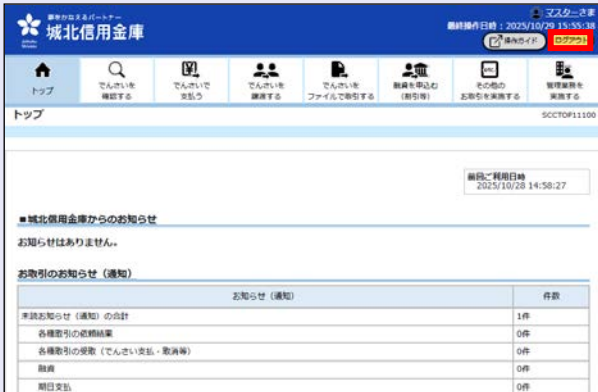 夢をかなえるパートナー
城北信用金庫
マスターさま
最終操作日時:2025/10/29 15:55:38
操作ガイド
ログアウト
トップ
でんさいを
確認する
でんさいで
支払う
でんさいを
譲渡する
でんさいを
ファイルで取引する
融資を申込む
(割引等)
その他の
お取引を実施する
管理業務を
実施する
トップ
SCCTOP11100
前回ご利用日時
2025/10/28 14:58:27
■城北信用金庫からのお知らせ
お知らせはありません。
お取引のお知らせ(通知)
お知らせ(通知)
件数
未読お知らせ(通知)の合計
1件
各種取引の依頼結果
0件
各種取引の受取(でんさい支払・取消等)
0件
融資
0件
期日支払
0件